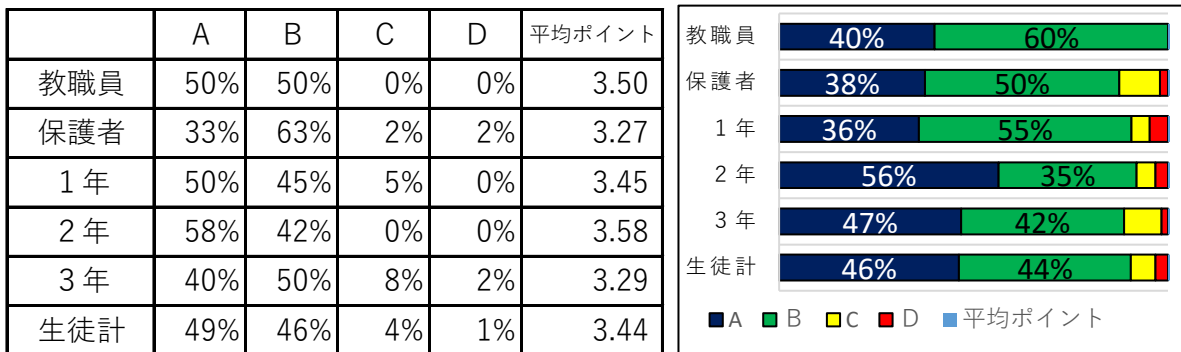 A B C D 平均ポイント
教職員 50% 50% 0% 0% 3.50
保護者 33% 63% 2% 2% 3.27
1年 50% 45% 5% 0% 3.45
2年 58% 42% 0% 0% 3.58
3年 40% 50% 8% 2% 3.29
生徒計 49% 46% 4% 1% 3.44
教職員 40% 60%
保護者 38% 50%
1年 36% 55%
2年 56% 35%
3年 47% 42%
生徒計 46% 44%
A B C D 平均ポイント